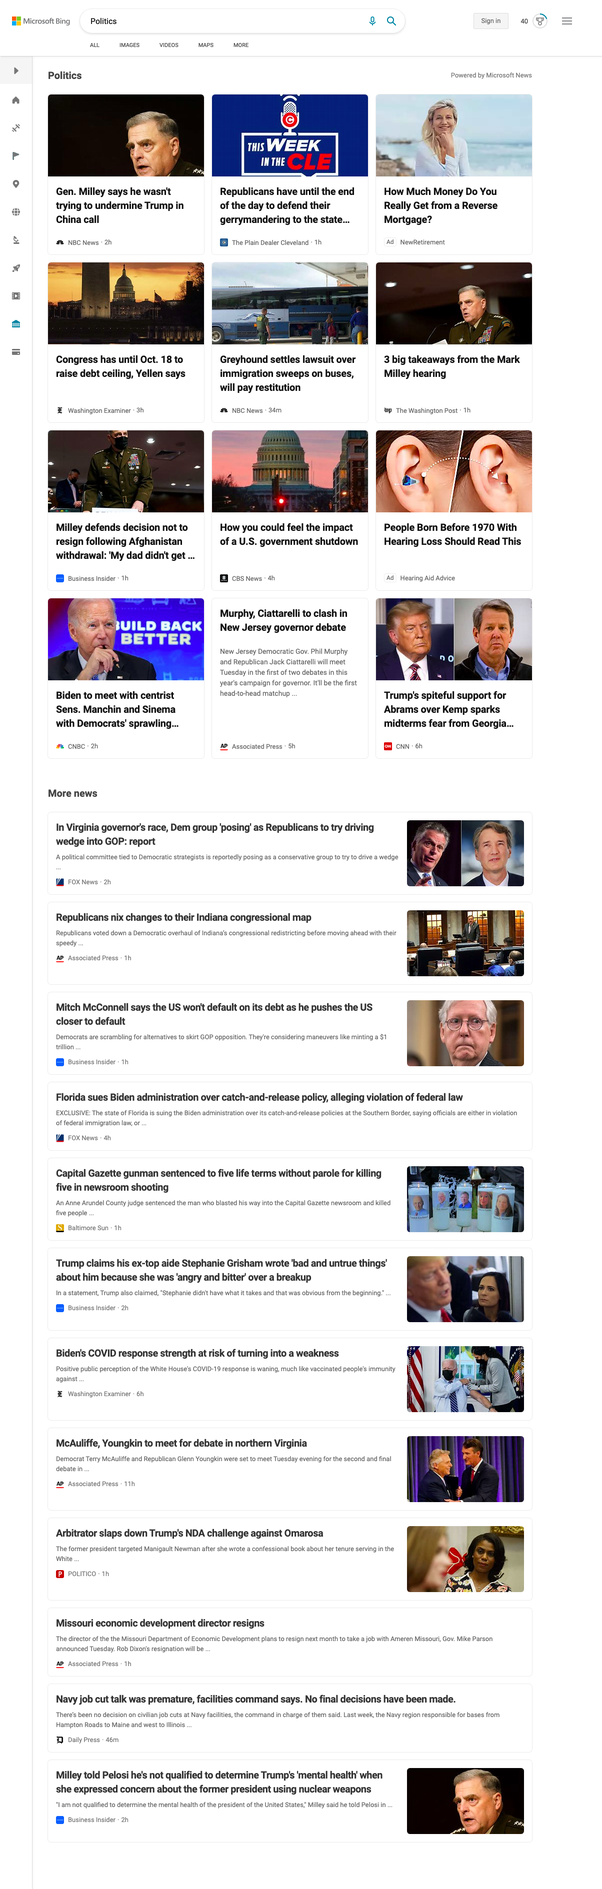 Microsoft Bing
Politics
Sign in
40
ALL
IMAGES
VIDEOS
MAPS
MORE
Politics
Powered by Microsoft News
Gen. Milley says he wasn't
trying to undermine Trump in
China call
NBC News · 2h
THIS WEEK
IN THE CLE
Republicans have until the end
of the day to defend their
gerrymandering to the state...
The Plain Dealer Cleveland · 1h
How Much Money Do You
Really Get from a Reverse
Mortgage?
Ad NewRetirement
Congress has until Oct. 18 to
raise debt ceiling, Yellen says
Washington Examiner · 3h
Greyhound settles lawsuit over
immigration sweeps on buses,
will pay restitution
NBC News · 34m
3 big takeaways from the Mark
Milley hearing
wp The Washington Post · 1h
Milley defends decision not to
resign following Afghanistan
withdrawal: 'My dad didn't get ...
Business Insider · 1h
How you could feel the impact
of a U.S. government shutdown
CBS News · 4h
People Born Before 1970 With
Hearing Loss Should Read This
Ad Hearing Aid Advice
BUILD BACK
BETTER
Biden to meet with centrist
Sens. Manchin and Sinema
with Democrats' sprawling...
CNBC · 2h
Murphy, Ciattarelli to clash in
New Jersey governor debate
New Jersey Democratic Gov. Phil Murphy
and Republican Jack Ciattarelli will meet
Tuesday in the first of two debates in this
year's campaign for governor. It'll be the first
head-to-head matchup ...
AP Associated Press · 5h
Trump's spiteful support for
Abrams over Kemp sparks
midterms fear from Georgia...
CNN CNN · 6h
More news
In Virginia governor's race, Dem group 'posing' as Republicans to try driving
wedge into GOP: report
A political committee tied to Democratic strategists is reportedly posing as a conservative group to try to drive a wedge
...
FOX News · 2h
Republicans nix changes to their Indiana congressional map
Republicans voted down a Democratic overhaul of Indiana's congressional redistricting before moving ahead with their
speedy ...
AP Associated Press · 1h
Mitch McConnell says the US won't default on its debt as he pushes the US
closer to default
Democrats are scrambling for alternatives to skirt GOP opposition. They're considering maneuvers like minting a $1
trillion ...
Business Insider · 1h
Florida sues Biden administration over catch-and-release policy, alleging violation of federal law
EXCLUSIVE: The state of Florida is suing the Biden administration over its catch-and-release policies at the Southern Border, saying officials are either in violation
of federal immigration law, or ...
FOX News · 4h
Capital Gazette gunman sentenced to five life terms without parole for killing
five in newsroom shooting
An Anne Arundel County judge sentenced the man who blasted his way into the Capital Gazette newsroom and killed
five people ...
Baltimore Sun · 1h
Trump claims his ex-top aide Stephanie Grisham wrote 'bad and untrue things'
about him because she was 'angry and bitter' over a breakup
In a statement, Trump also claimed, "Stephanie didn't have what it takes and that was obvious from the beginning." ...
Business Insider · 2h
Biden's COVID response strength at risk of turning into a weakness
Positive public perception of the White House's COVID-19 response is waning, much like vaccinated people's immunity
against ...
Washington Examiner · 6h
McAuliffe, Youngkin to meet for debate in northern Virginia
Democrat Terry McAuliffe and Republican Glenn Youngkin were set to meet Tuesday evening for the second and final
debate in ...
AP Associated Press · 11h
Arbitrator slaps down Trump's NDA challenge against Omarosa
The former president targeted Manigault Newman after she wrote a confessional book about her tenure serving in the
White ...
P POLITICO · 1h
Missouri economic development director resigns
The director of the the Missouri Department of Economic Development plans to resign next month to take a job with Ameren Missouri, Gov. Mike Parson
announced Tuesday. Rob Dixon's resignation will be ...
AP Associated Press · 1h
Navy job cut talk was premature, facilities command says. No final decisions have been made.
There's been no decision on civilian job cuts at Navy facilities, the command in charge of them said. Last week, the Navy region responsible for bases from
Hampton Roads to Maine and west to Illinois ...
Daily Press · 46m
Milley told Pelosi he's not qualified to determine Trump's 'mental health' when
she expressed concern about the former president using nuclear weapons
"I am not qualified to determine the mental health of the president of the United States," Milley said he told Pelosi in ...
Business Insider · 2h